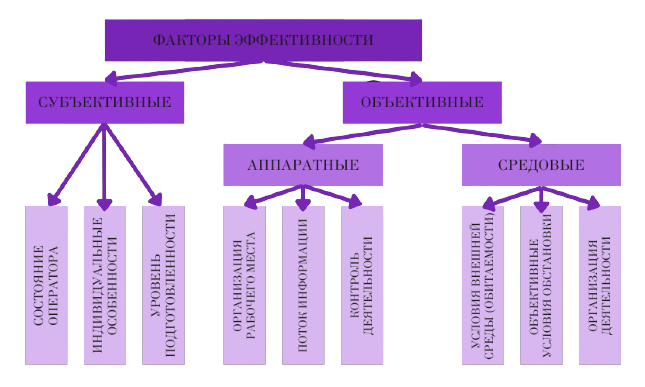 ФАКТОРЫ ЭФФЕКТИВНОСТИ
СУБЪЕКТИВНЫЕ
ОБЪЕКТИВНЫЕ
АППАРАТНЫЕ
СРЕДОВЫЕ
СОСТОЯНИЕ
ОПЕРАТОРА
ИНДИВИДУАЛЬНЫЕ
ОСОБЕННОСТИ
УРОВЕНЬ
ПОДГОТОВЛЕННОСТИ
ОРГАНИЗАЦИЯ
РАБОЧЕГО МЕСТА
ПОТОК ИНФОРМАЦИИ
КОНТРОЛЬ
ДЕЯТЕЛЬНОСТИ
УСЛОВИЯ ВНЕШНЕЙ
СРЕДЫ (ОБИТАЕМОСТИ)
ОБЪЕКТИВНЫЕ
УСЛОВИЯ ОБСТАНОВКИ
ОРГАНИЗАЦИЯ
ДЕЯТЕЛЬНОСТИ